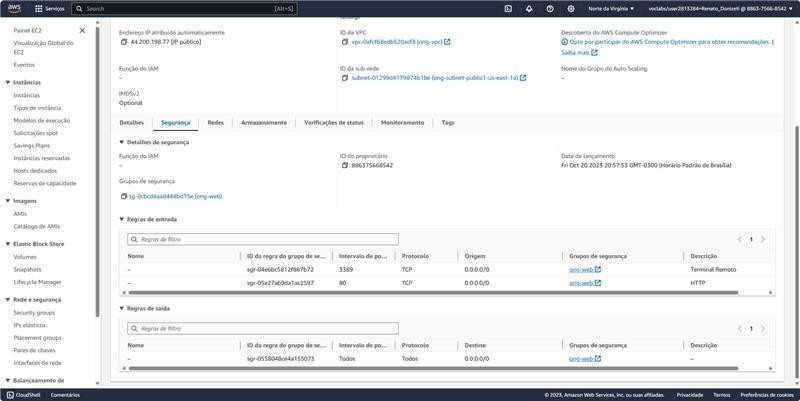 aws Serviços Search [Alt+S] Norte da Virgínia voclabs/user2813284=Renato_Donizeti @ 8863-7566-8542
Painel EC2
Visualização Global do EC2
Eventos
Instâncias
Instâncias
Tipos de instância
Modelos de execução
Solicitações spot
Savings Plans
Instâncias reservadas
Hosts dedicados
Reservas de capacidade
Imagens
AMIs
Catálogo de AMIs
Elastic Block Store
Volumes
Snapshots
Lifecycle Manager
Rede e segurança
Security groups
IPs elásticos
Placement groups
Pares de chaves
Interfaces de rede
Balanceamento de
Endereço IP atribuído automaticamente
44.200.198.77 [IP público]
Função do IAM
–
IMDSv2
Optional
ID da VPC
vpc-0afcf68edb520acf3 (ong-vpc)
ID da sub-rede
subnet-01299d4179874b1be (ong-subnet-public1-us-east-1a)
Descoberta do AWS Compute Optimizer
Opte por participar do AWS Compute Optimizer para obter recomendações. |
Saiba mais
Nome do Grupo do Auto Scaling
–
Detalhes Segurança Redes Armazenamento Verificações de status Monitoramento Tags
Detalhes de segurança
Função do IAM
–
ID do proprietário
886375668542
Data de lançamento
Fri Oct 20 2023 20:57:53 GMT-0300 (Horário Padrão de Brasília)
Grupos de segurança
sg-0cbcd4aad448bd15e (ong-web)
Regras de entrada
Regras de filtro 1
Nome ID da regra do grupo de se... Intervalo de po... Protocolo Origem Grupos de segurança Descrição
– sgr-04e6bc5812f867b72 3389 TCP 0.0.0.0/0 ong-web Terminal Remoto
– sgr-05e27ab9da1ac2597 80 TCP 0.0.0.0/0 ong-web HTTP
Regras de saída
Regras de filtro 1
Nome ID da regra do grupo de se... Intervalo de po... Protocolo Destino Grupos de segurança Descrição
– sgr-0558048ce4a155073 Todos Todos 0.0.0.0/0 ong-web –
CloudShell Comentários © 2023, Amazon Web Services, Inc. ou suas afiliadas. Privacidade Termos Preferências de cookies